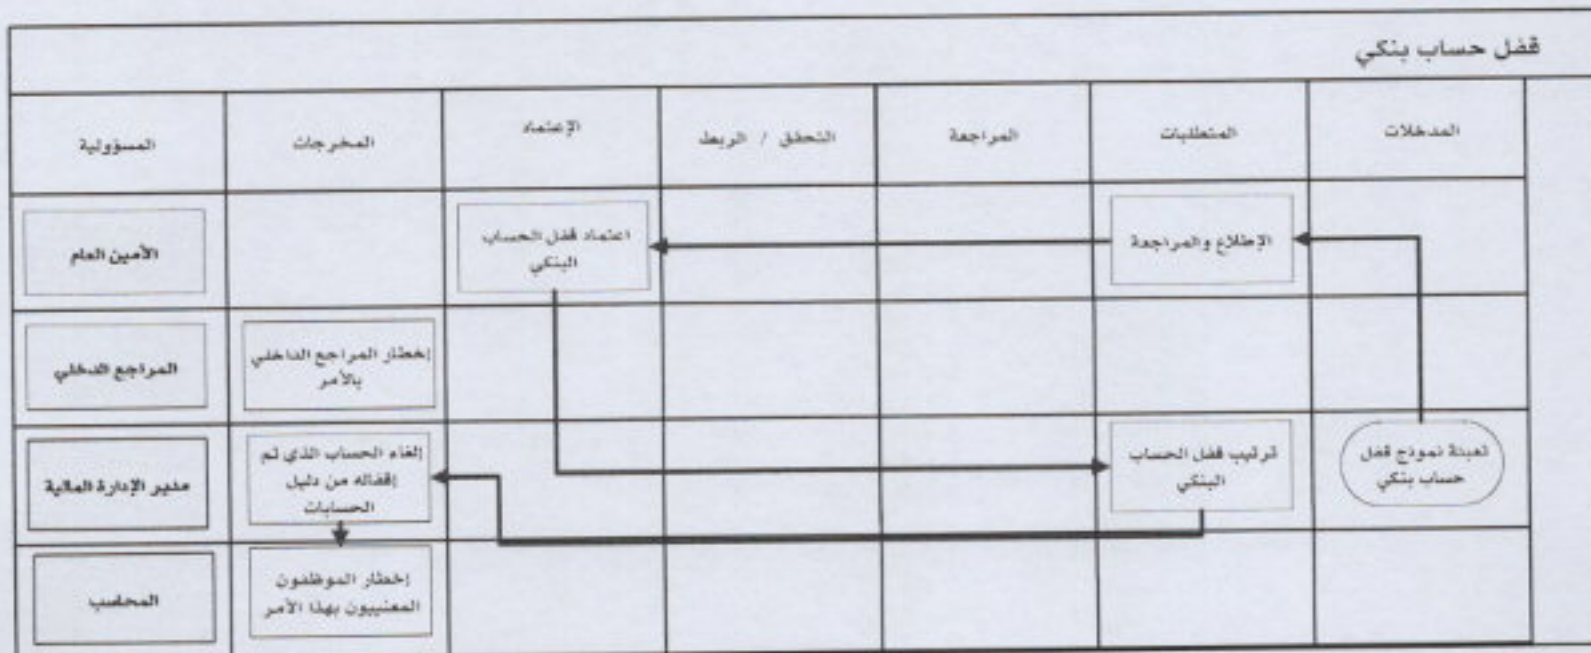 قفل حساب بنكي
المدخلات
المتطلبات
المراجعة
التحقق / الربط
الإعتماد
المخرجات
المسؤولية
الإطلاع والمراجعة
اعتماد قفل الحساب
البنكي
الأمين العام
إخطار المراجع الداخلي
بالأمر
المراجع الدخلي
تعبئة نموذج قفل
حساب بنكي
ترتيب قفل الحساب
البنكي
إلغاء الحساب الذي تم
إقفاله من دليل
الحسابات
مدير الإدارة المالية
إخطار الموظفون
المعنييون بهذا الأمر
المحاسب